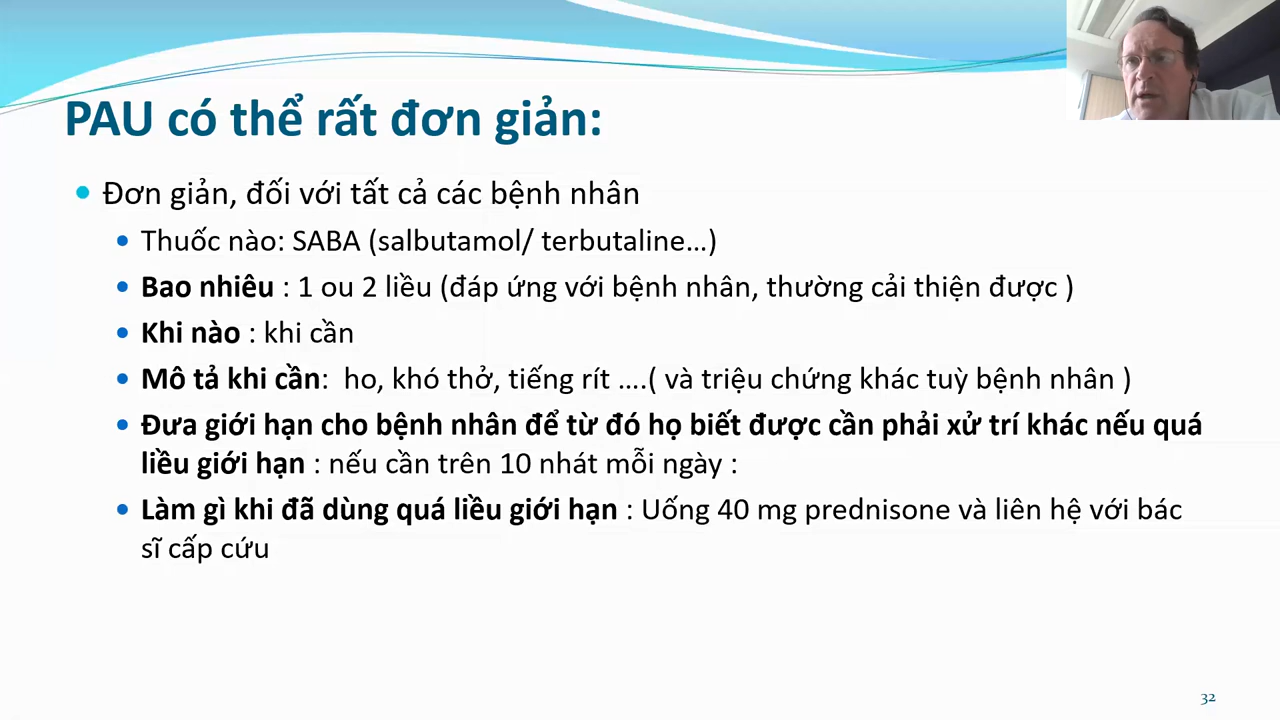 PAU có thể rất đơn giản:
Đơn giản, đối với tất cả các bệnh nhân
Thuốc nào: SABA (salbutamol/ terbutaline...)
Bao nhiêu : 1 ou 2 liều (đáp ứng với bệnh nhân, thường cải thiện được )
Khi nào : khi cần
Mô tả khi cần:  ho, khó thở, tiếng rít ....( và triệu chứng khác tuỳ bệnh nhân )
Đưa giới hạn cho bệnh nhân để từ đó họ biết được cần phải xử trí khác nếu quá
liều giới hạn : nếu cần trên 10 nhát mỗi ngày :
Làm gì khi đã dùng quá liều giới hạn : Uống 40 mg prednisone và liên hệ với bác
sĩ cấp cứu
32